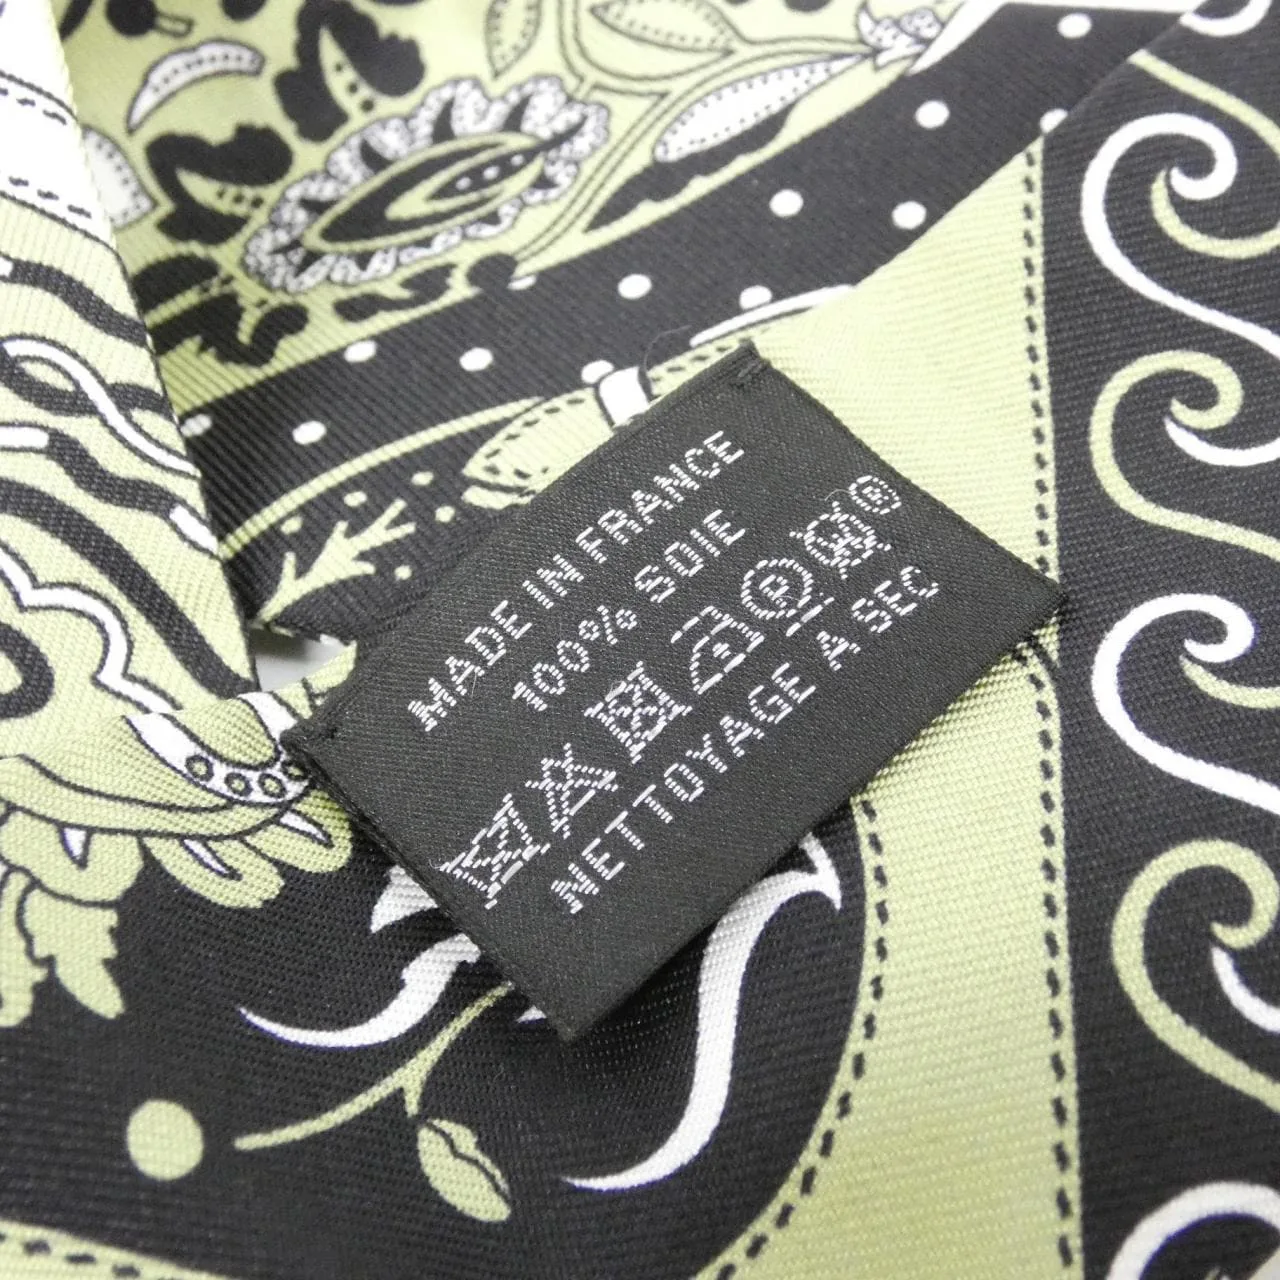 MADE IN FRANCE
100% SOIE
P ®
NETTOYAGE A SEC